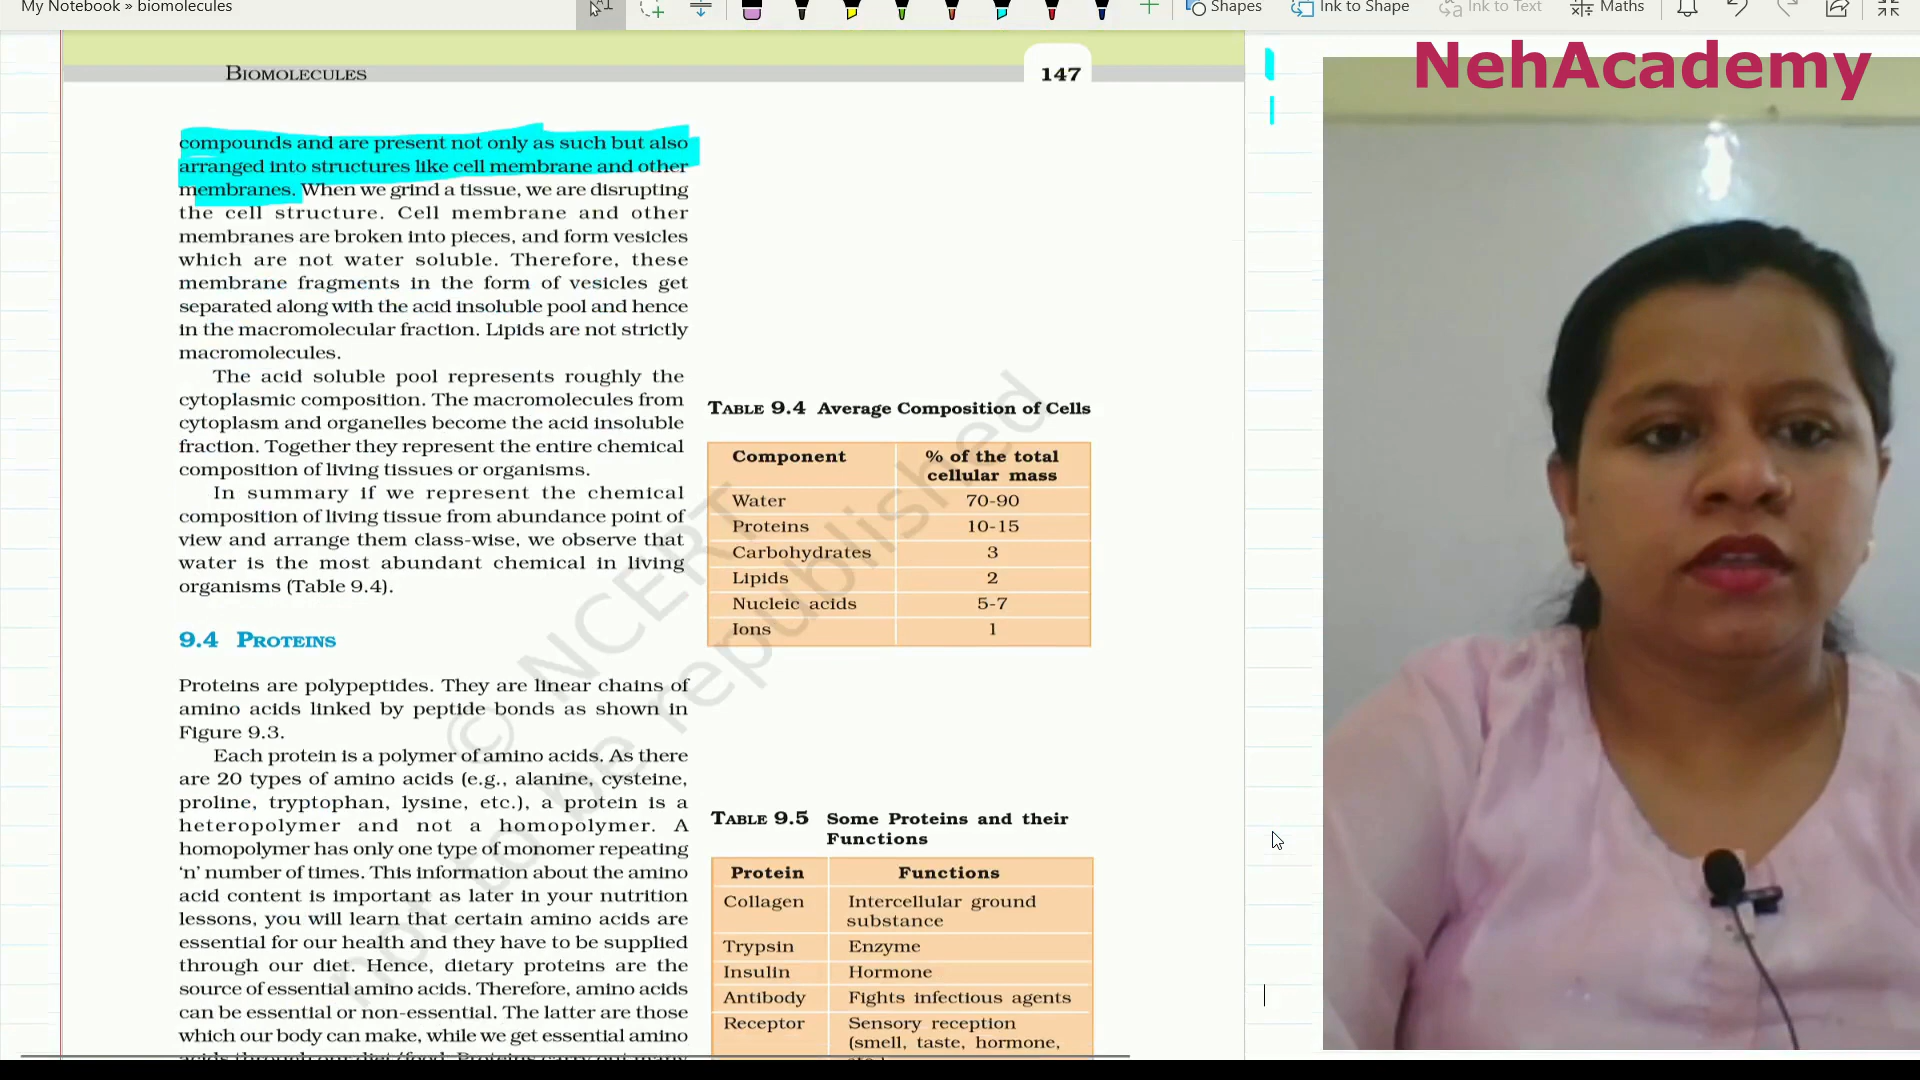 My Notebook » biomolecules
Shapes
Ink to Shape
Ink to Text
Maths
NehAcademy
BIOMOLECULES
147
compounds and are present not only as such but also
arranged into structures like cell membrane and other
membranes. When we grind a tissue, we are disrupting
the cell structure. Cell membrane and other
membranes are broken into pieces, and form vesicles
which are not water soluble. Therefore, these
membrane fragments in the form of vesicles get
separated along with the acid insoluble pool and hence
in the macromolecular fraction. Lipids are not strictly
macromolecules.
The acid soluble pool represents roughly the
cytoplasmic composition. The macromolecules from
cytoplasm and organelles become the acid insoluble
fraction. Together they represent the entire chemical
composition of living tissues or organisms.
In summary if we represent the chemical
composition of living tissue from abundance point of
view and arrange them class-wise, we observe that
water is the most abundant chemical in living
organisms (Table 9.4).
9.4 PROTEINS
Proteins are polypeptides. They are linear chains of
amino acids linked by peptide bonds as shown in
Figure 9.3.
Each protein is a polymer of amino acids. As there
are 20 types of amino acids (e.g., alanine, cysteine,
proline, tryptophan, lysine, etc.), a protein is a
heteropolymer and not a homopolymer. A
homopolymer has only one type of monomer repeating
'n' number of times. This information about the amino
acid content is important as later in your nutrition
lessons, you will learn that certain amino acids are
essential for our health and they have to be supplied
through our diet. Hence, dietary proteins are the
source of essential amino acids. Therefore, amino acids
can be essential or non-essential. The latter are those
which our body can make, while we get essential amino
acids through our diet/food. Proteins carry out many
TABLE 9.4 Average Composition of Cells
Component % of the total
cellular mass
Water 70-90
Proteins 10-15
Carbohydrates 3
Lipids 2
Nucleic acids 5-7
Ions 1
TABLE 9.5 Some Proteins and their
Functions
Protein Functions
Collagen Intercellular ground
substance
Trypsin Enzyme
Insulin Hormone
Antibody Fights infectious agents
Receptor Sensory reception
(smell, taste, hormone,
etc.)
© NCERT
not to be republished